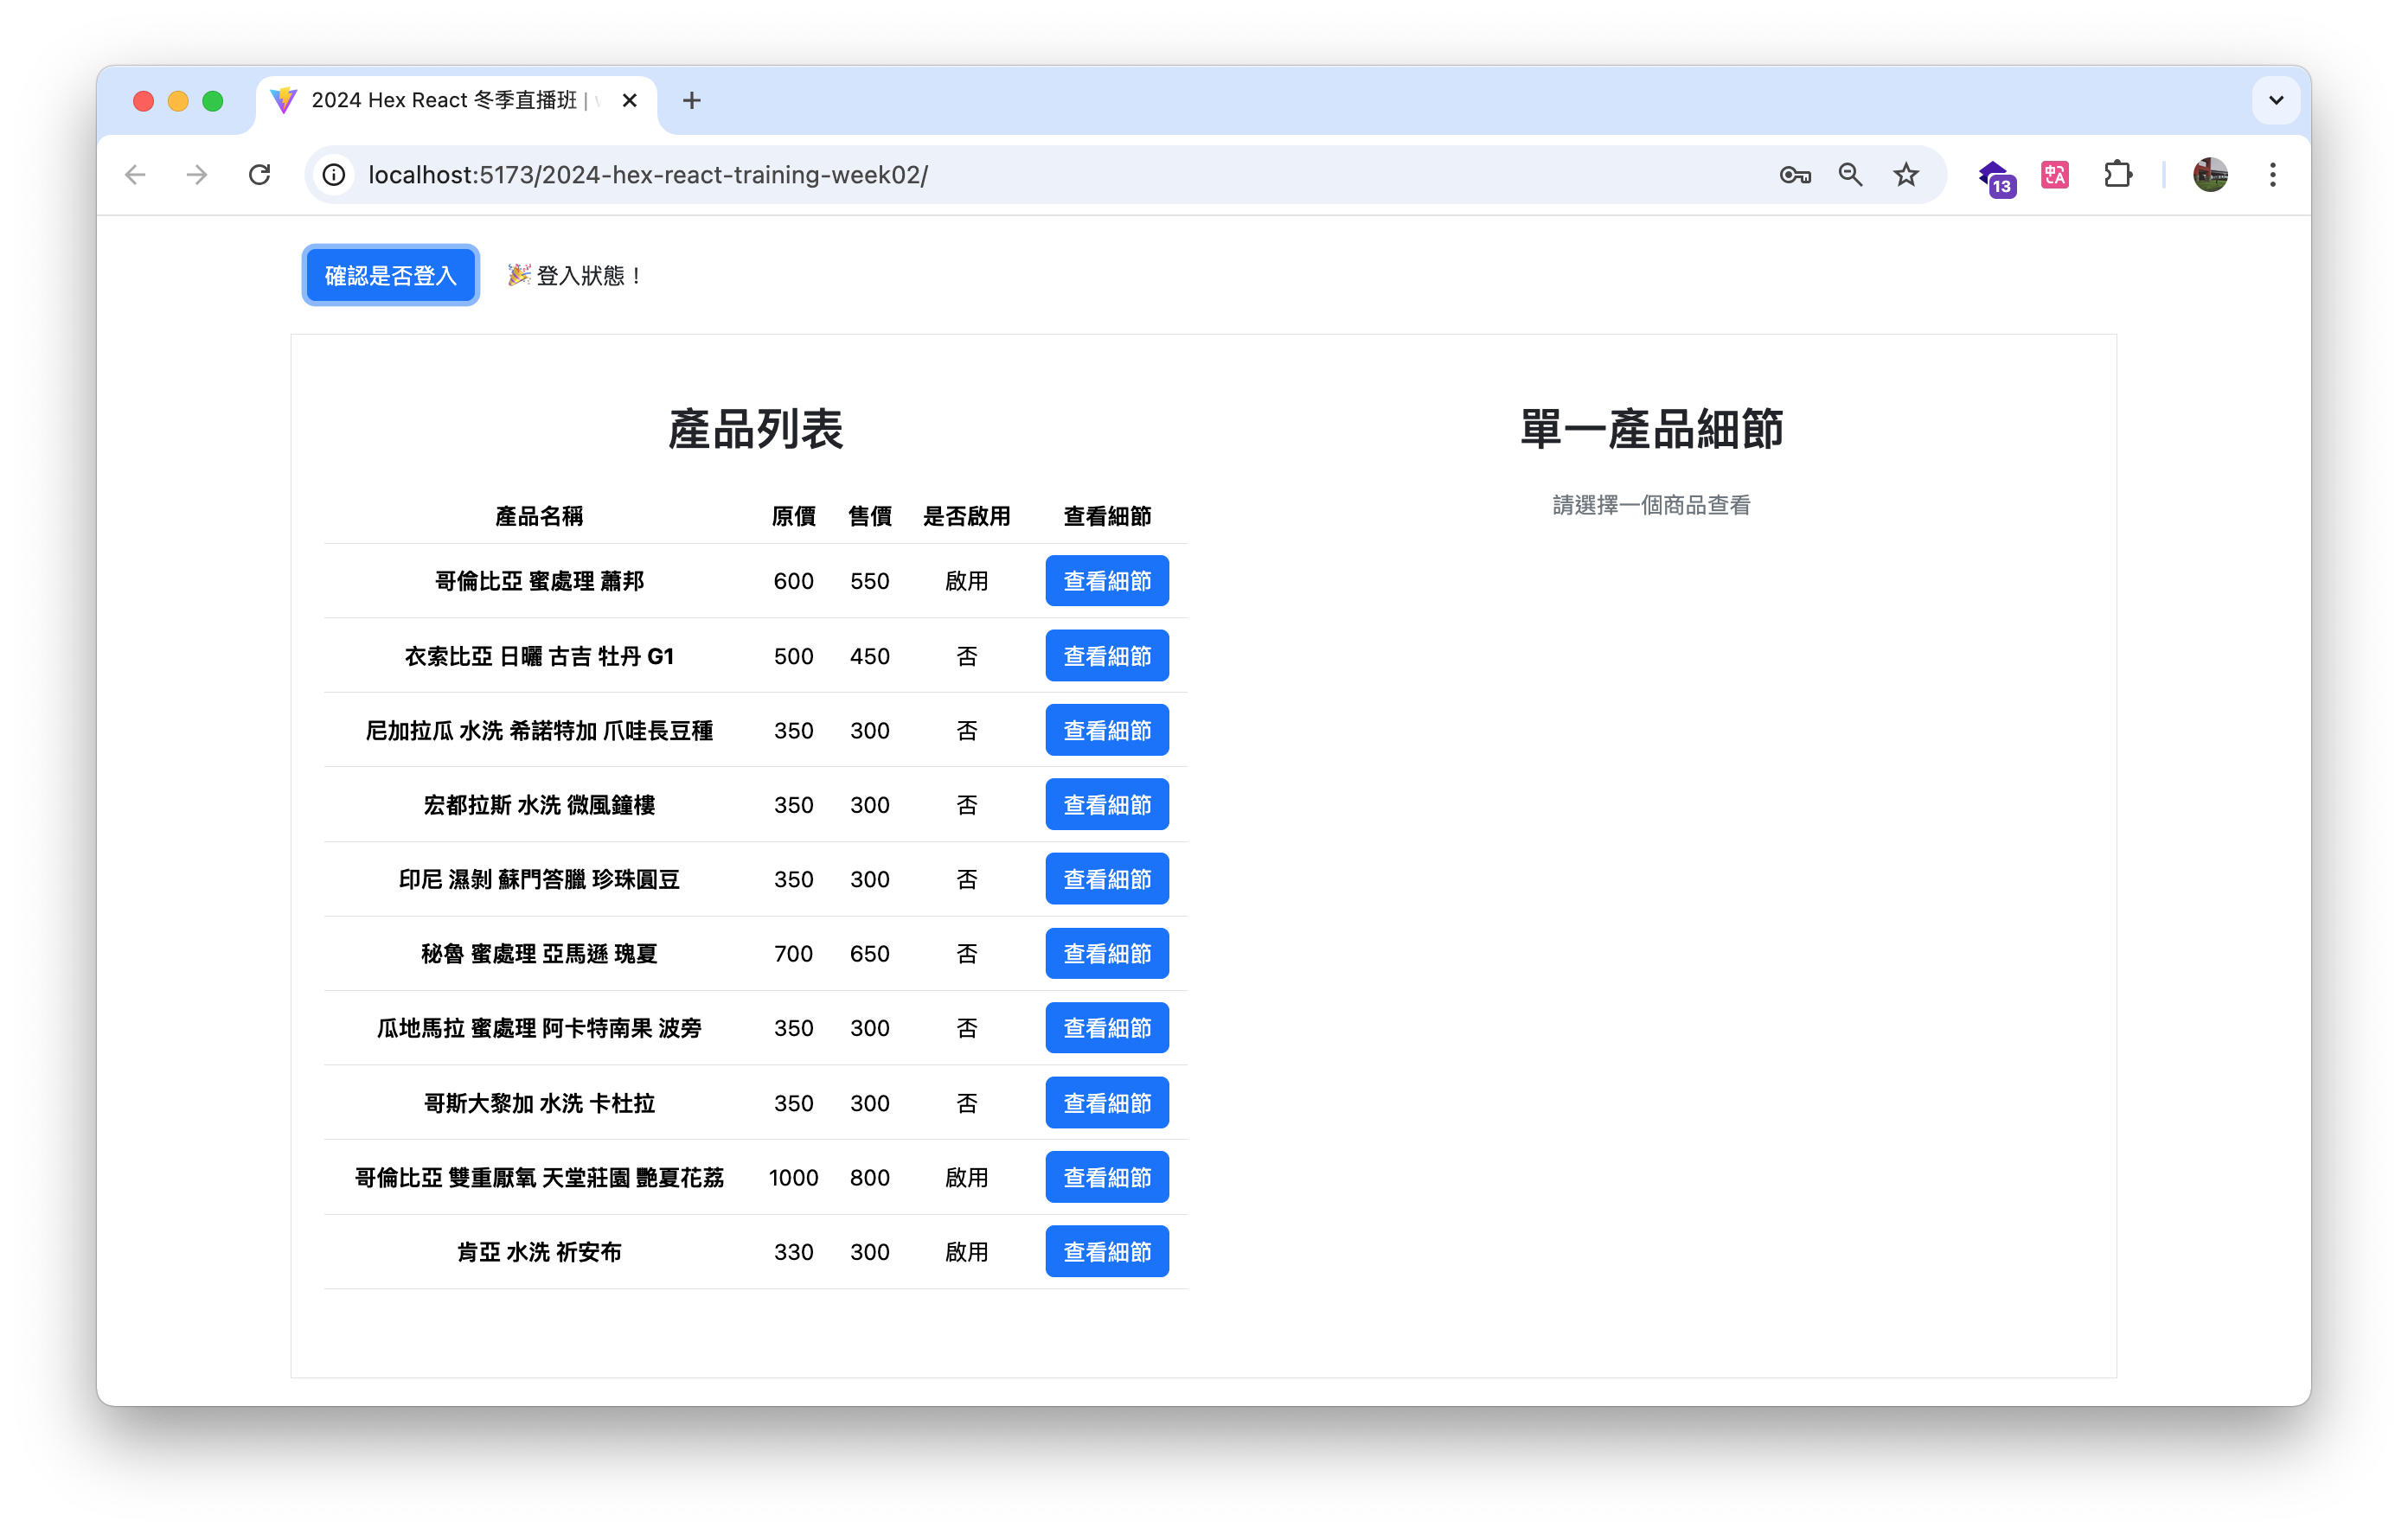 2024 Hex React 冬季直播班 |
localhost:5173/2024-hex-react-training-week02/
13
中A
確認是否登入 🎉 登入狀態！
產品列表
產品名稱 原價 售價 是否啟用 查看細節
哥倫比亞 蜜處理 蕭邦 600 550 啟用 查看細節
衣索比亞 日曬 古吉 牡丹 G1 500 450 否 查看細節
尼加拉瓜 水洗 希諾特加 爪哇長豆種 350 300 否 查看細節
宏都拉斯 水洗 微風鐘樓 350 300 否 查看細節
印尼 濕剝 蘇門答臘 珍珠圓豆 350 300 否 查看細節
秘魯 蜜處理 亞馬遜 瑰夏 700 650 否 查看細節
瓜地馬拉 蜜處理 阿卡特南果 波旁 350 300 否 查看細節
哥斯大黎加 水洗 卡杜拉 350 300 否 查看細節
哥倫比亞 雙重厭氧 天堂莊園 艷夏花荔 1000 800 啟用 查看細節
肯亞 水洗 祈安布 330 300 啟用 查看細節
單一產品細節
請選擇一個商品查看